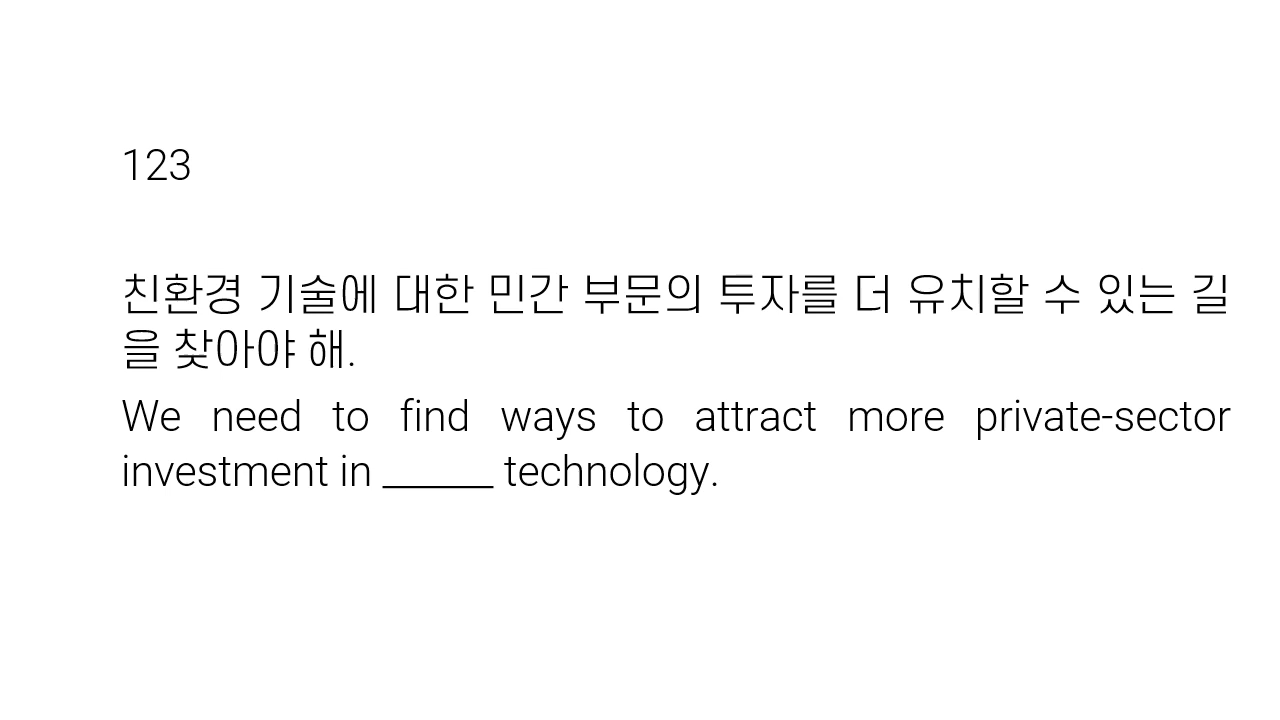 123
친환경 기술에 대한 민간 부문의 투자를 더 유치할 수 있는 길
을 찾아야 해.
We need to find ways to attract more private-sector
investment in _____ technology.